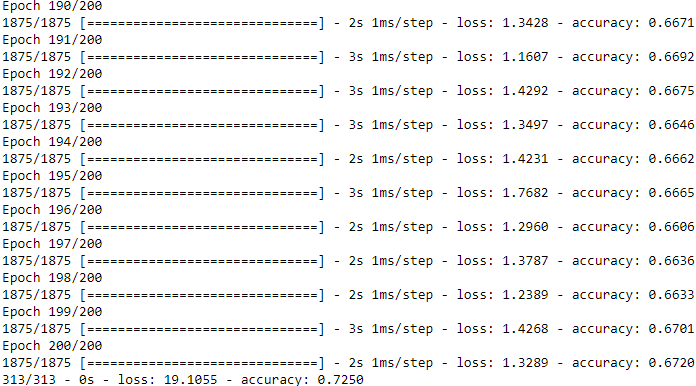 Epoch 190/200
1875/1875 [==============================] - 2s 1ms/step - loss: 1.3428 - accuracy: 0.6671
Epoch 191/200
1875/1875 [==============================] - 3s 1ms/step - loss: 1.1607 - accuracy: 0.6692
Epoch 192/200
1875/1875 [==============================] - 3s 1ms/step - loss: 1.4292 - accuracy: 0.6675
Epoch 193/200
1875/1875 [==============================] - 3s 1ms/step - loss: 1.3497 - accuracy: 0.6646
Epoch 194/200
1875/1875 [==============================] - 2s 1ms/step - loss: 1.4231 - accuracy: 0.6662
Epoch 195/200
1875/1875 [==============================] - 3s 1ms/step - loss: 1.7682 - accuracy: 0.6665
Epoch 196/200
1875/1875 [==============================] - 2s 1ms/step - loss: 1.2960 - accuracy: 0.6606
Epoch 197/200
1875/1875 [==============================] - 2s 1ms/step - loss: 1.3787 - accuracy: 0.6636
Epoch 198/200
1875/1875 [==============================] - 2s 1ms/step - loss: 1.2389 - accuracy: 0.6633
Epoch 199/200
1875/1875 [==============================] - 3s 1ms/step - loss: 1.4268 - accuracy: 0.6701
Epoch 200/200
1875/1875 [==============================] - 2s 1ms/step - loss: 1.3289 - accuracy: 0.6720
313/313 - 0s - loss: 19.1055 - accuracy: 0.7250